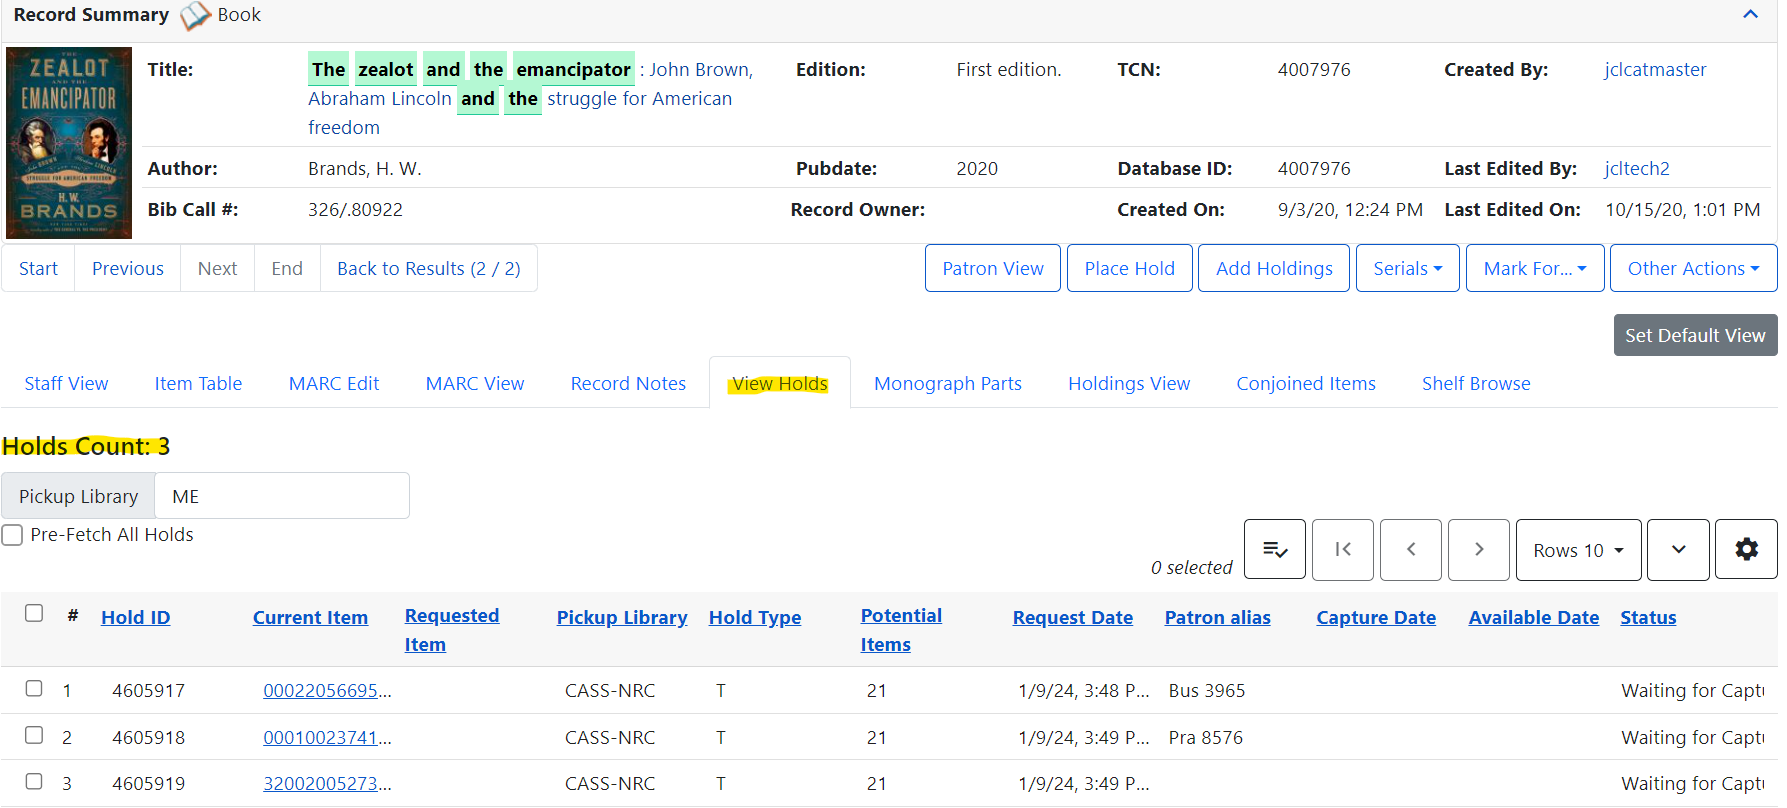 Record Summary Book
THE
ZEALOT
AND THE
EMANCIPATOR
STRUGGLE FOR AMERICAN FREEDOM
H.W.
BRANDS
Title: The zealot and the emancipator : John Brown, Edition: First edition. TCN: 4007976 Created By: jclcatmaster
Abraham Lincoln and the struggle for American
freedom
Author: Brands, H. W. Pubdate: 2020 Database ID: 4007976 Last Edited By: jcltech2
Bib Call #: 326/.80922 Record Owner: Created On: 9/3/20, 12:24 PM Last Edited On: 10/15/20, 1:01 PM
Start Previous Next End Back to Results (2 / 2) Patron View Place Hold Add Holdings Serials Mark For... Other Actions
Set Default View
Staff View Item Table MARC Edit MARC View Record Notes View Holds Monograph Parts Holdings View Conjoined Items Shelf Browse
Holds Count: 3
Pickup Library ME
Pre-Fetch All Holds
0 selected Rows 10
# Hold ID Current Item Requested Item Pickup Library Hold Type Potential Items Request Date Patron alias Capture Date Available Date Status
1 4605917 00022056695... CASS-NRC T 21 1/9/24, 3:48 P... Bus 3965 Waiting for Capt
2 4605918 00010023741... CASS-NRC T 21 1/9/24, 3:49 P... Pra 8576 Waiting for Capt
3 4605919 32002005273... CASS-NRC T 21 1/9/24, 3:49 P... Waiting for Capt